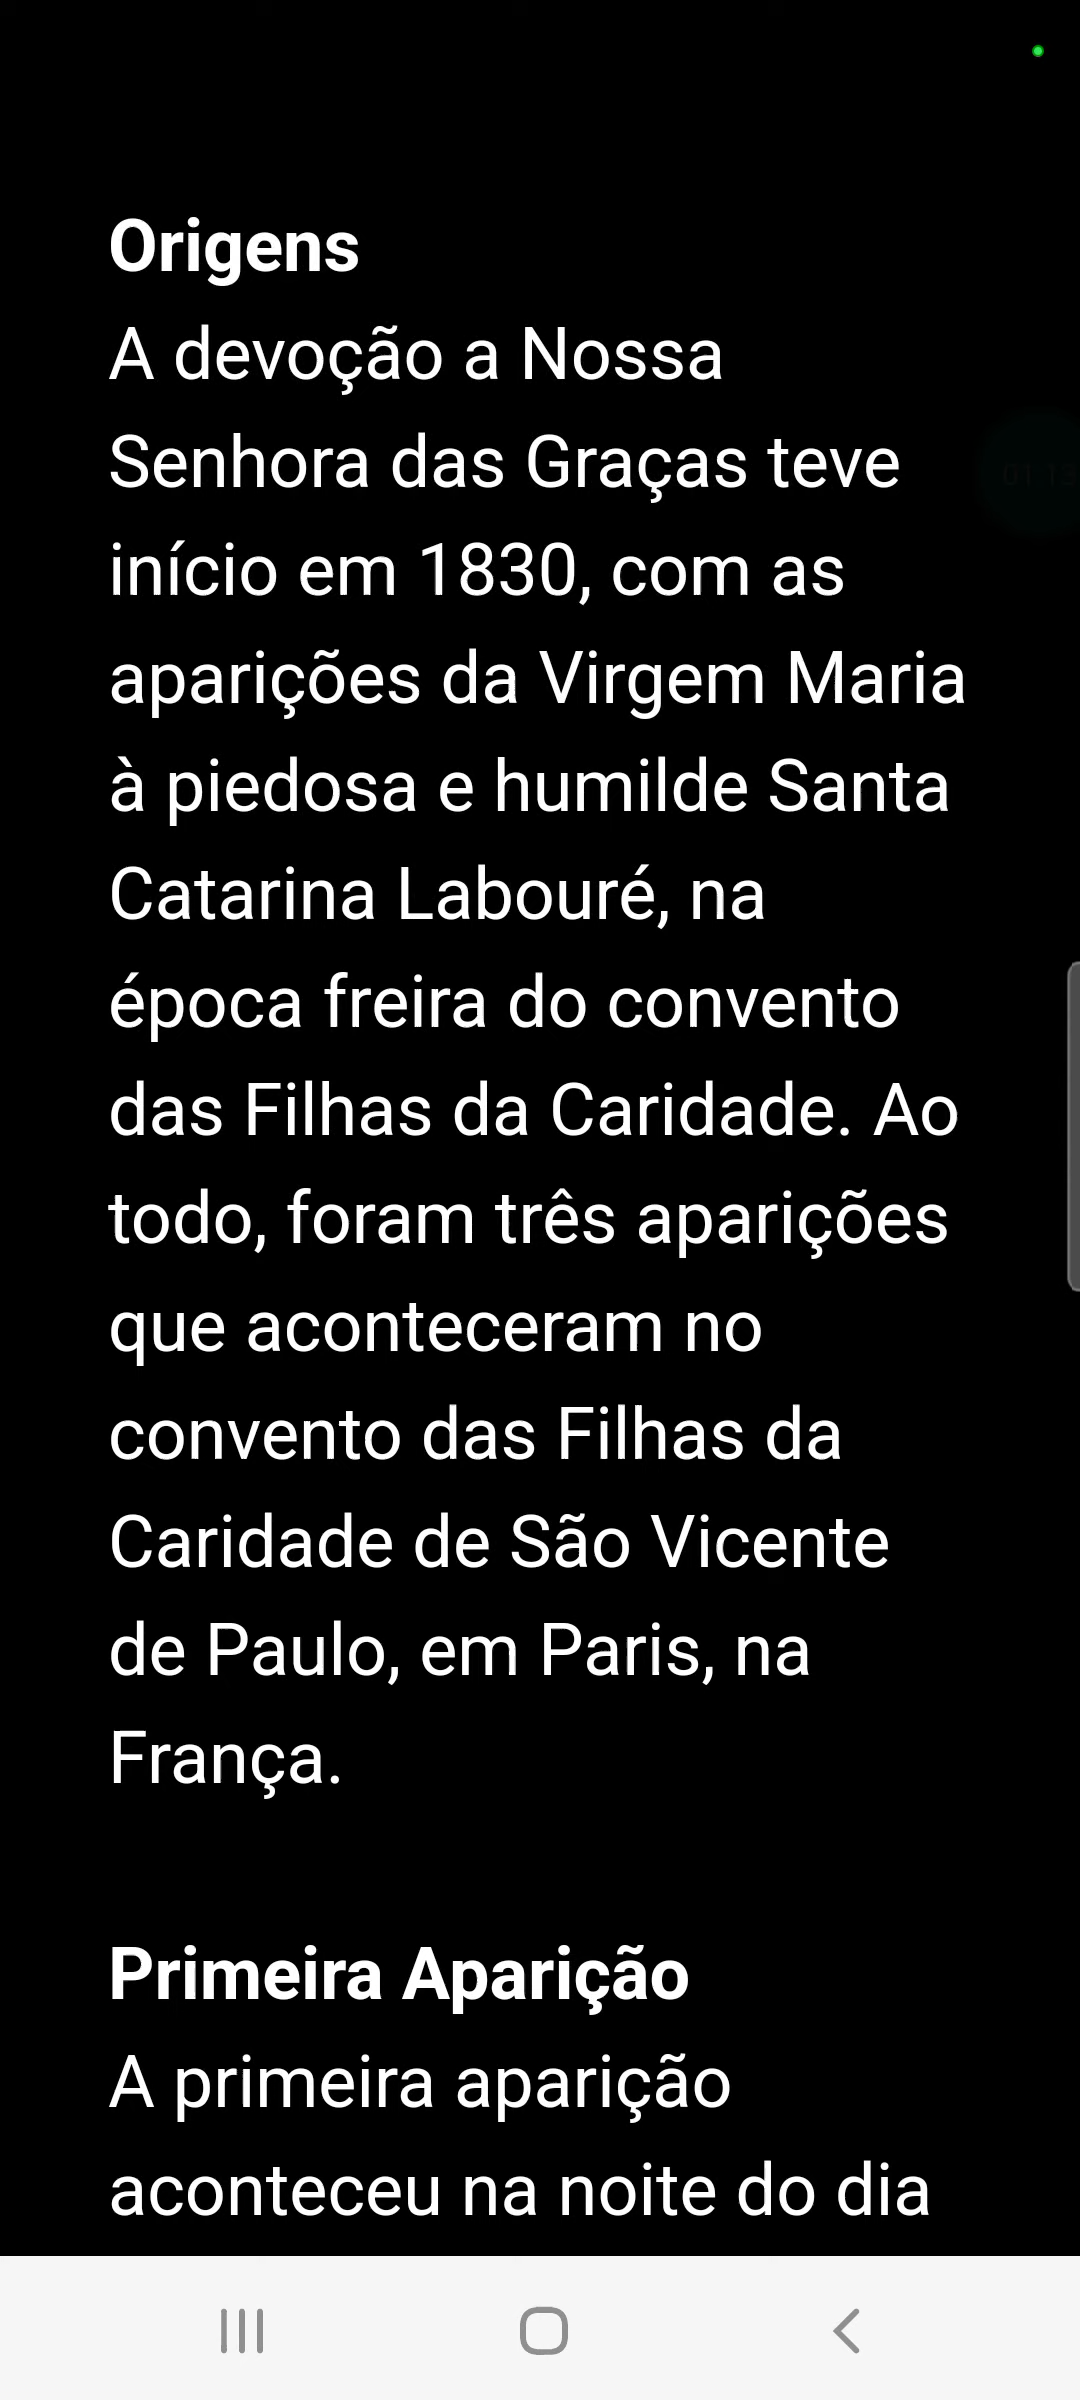 Origens
A devoção a Nossa
Senhora das Graças teve
início em 1830, com as
aparições da Virgem Maria
à piedosa e humilde Santa
Catarina Labouré, na
época freira do convento
das Filhas da Caridade. Ao
todo, foram três aparições
que aconteceram no
convento das Filhas da
Caridade de São Vicente
de Paulo, em Paris, na
França.
Primeira Aparição
A primeira aparição
aconteceu na noite do dia